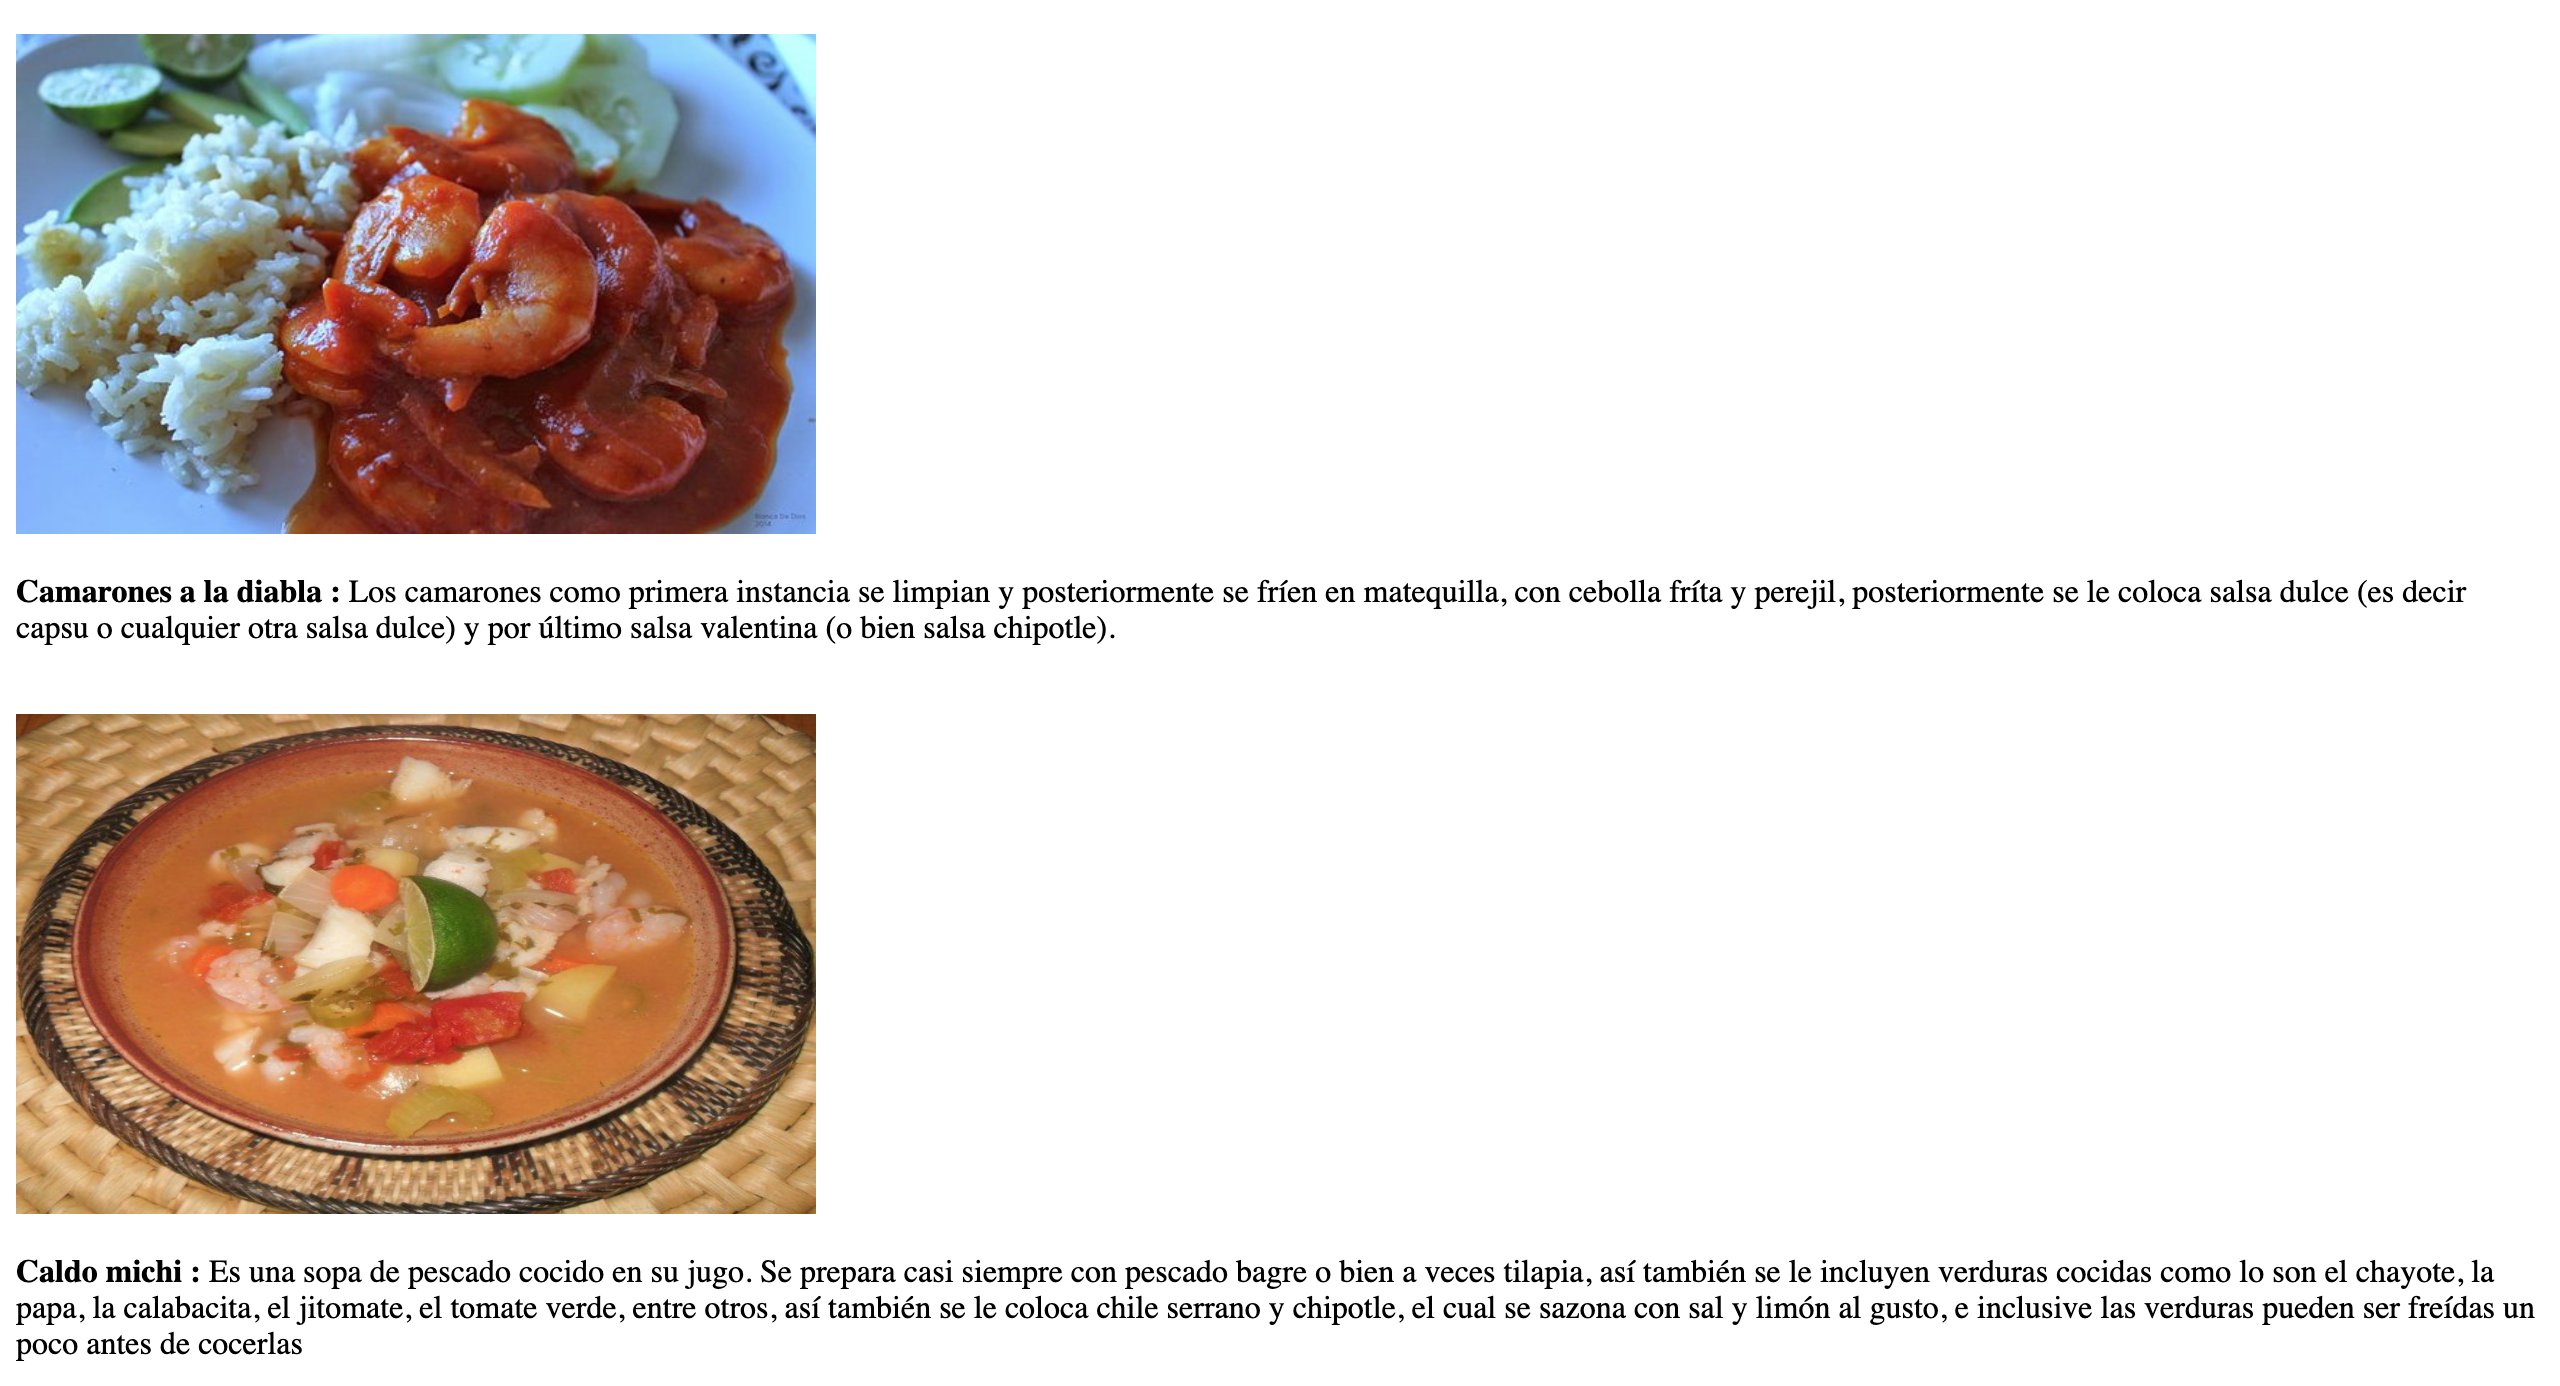 Camarones a la diabla : Los camarones como primera instancia se limpian y posteriormente se fríen en matequilla, con cebolla fríta y perejil, posteriormente se le coloca salsa dulce (es decir
capsu o cualquier otra salsa dulce) y por último salsa valentina (o bien salsa chipotle).
Caldo michi : Es una sopa de pescado cocido en su jugo. Se prepara casi siempre con pescado bagre o bien a veces tilapia, así también se le incluyen verduras cocidas como lo son el chayote, la
papa, la calabacita, el jitomate, el tomate verde, entre otros, así también se le coloca chile serrano y chipotle, el cual se sazona con sal y limón al gusto, e inclusive las verduras pueden ser freídas un
poco antes de cocerlas